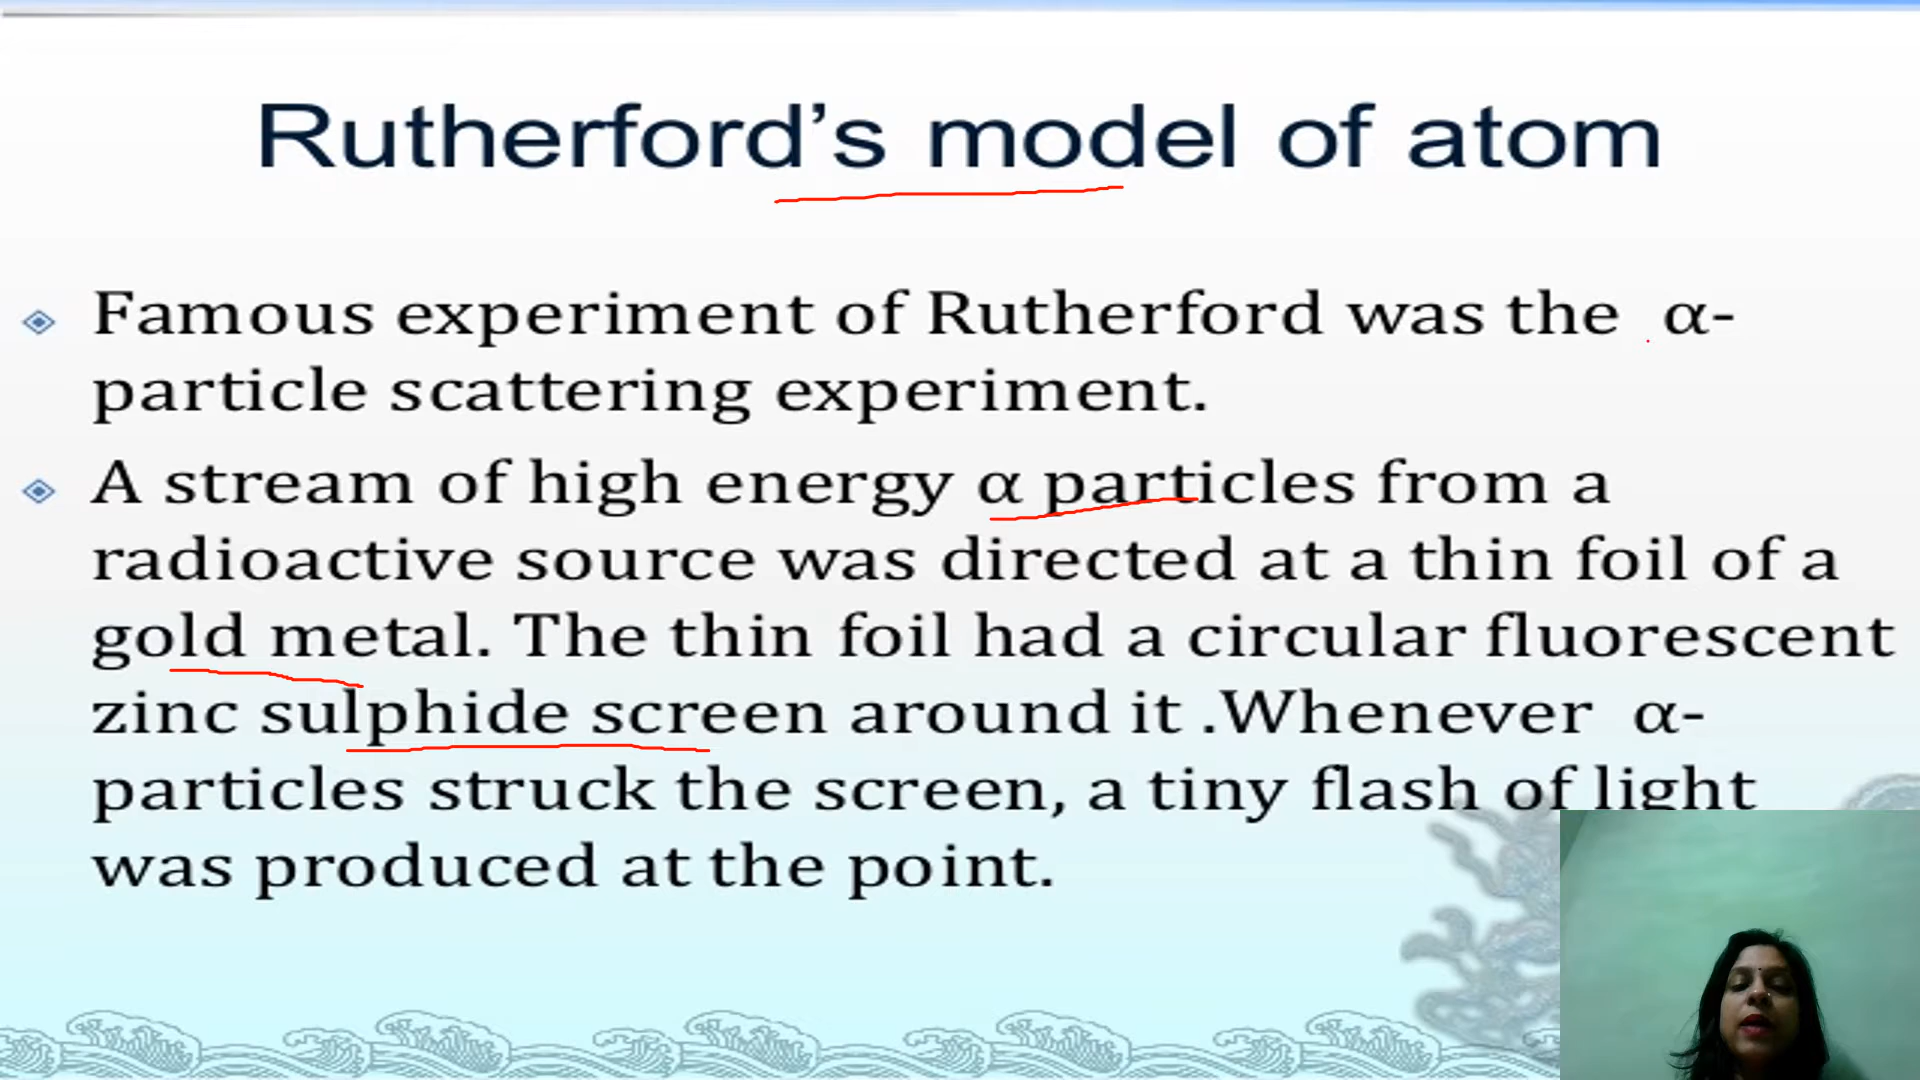 Rutherford’s model of atom
Famous experiment of Rutherford was the α-
particle scattering experiment.
A stream of high energy α particles from a
radioactive source was directed at a thin foil of a
gold metal. The thin foil had a circular fluorescent
zinc sulphide screen around it .Whenever α-
particles struck the screen, a tiny flash of light
was produced at the point.